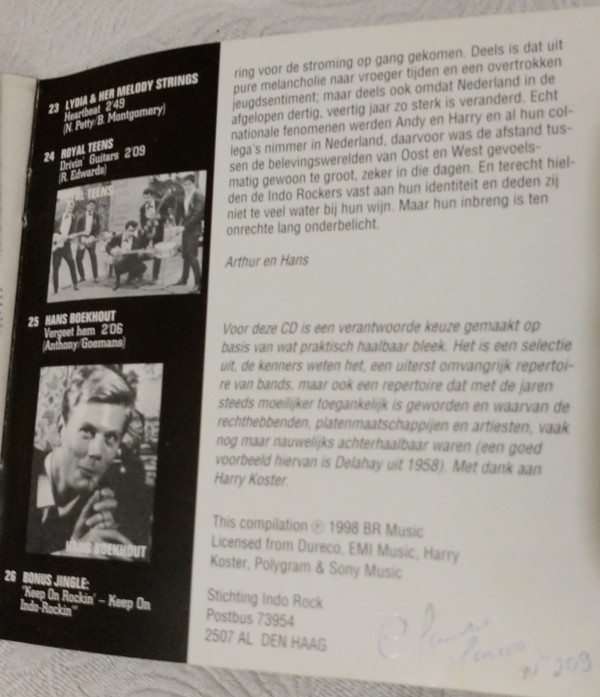 23 LYDIA & HER MELODY STRINGS
Heartbeat 2'49
(N. Petty/B. Montgomery)
24 ROYAL TEENS
Drivin' Guitars 2'09
(R. Edwards)
ROYAL TEENS
25 HANS BOEKHOUT
Vergeet hem 2'06
(Anthony/Goemans)
HANS BOEKHOUT
26 BONUS JINGLE:
"Keep On Rockin' – Keep On
Indo-Rockin'"
ring voor de stroming op gang gekomen. Deels is dat uit
pure melancholie naar vroeger tijden en een overtrokken
jeugdsentiment; maar deels ook omdat Nederland in de
afgelopen dertig, veertig jaar zo sterk is veranderd. Echt
nationale fenomenen werden Andy en Harry en al hun col-
lega's nimmer in Nederland, daarvoor was de afstand tus-
sen de belevingswerelden van Oost en West gevoels-
matig gewoon te groot, zeker in die dagen. En terecht hiel-
den de Indo Rockers vast aan hun identiteit en deden zij
niet te veel water bij hun wijn. Maar hun inbreng is ten
onrechte lang onderbelicht.
Arthur en Hans
Voor deze CD is een verantwoorde keuze gemaakt op
basis van wat praktisch haalbaar bleek. Het is een selectie
uit, de kenners weten het, een uiterst omvangrijk repertoi-
re van bands, maar ook een repertoire dat met de jaren
steeds moeilijker toegankelijk is geworden en waarvan de
rechthebbenden, platenmaatschappijen en artiesten, vaak
nog maar nauwelijks achterhaalbaar waren (een goed
voorbeeld hiervan is Delahay uit 1958). Met dank aan
Harry Koster.
This compilation ℗ 1998 BR Music
Licensed from Dureco, EMI Music, Harry
Koster, Polygram & Sony Music
Stichting Indo Rock
Postbus 73954
2507 AL DEN HAAG